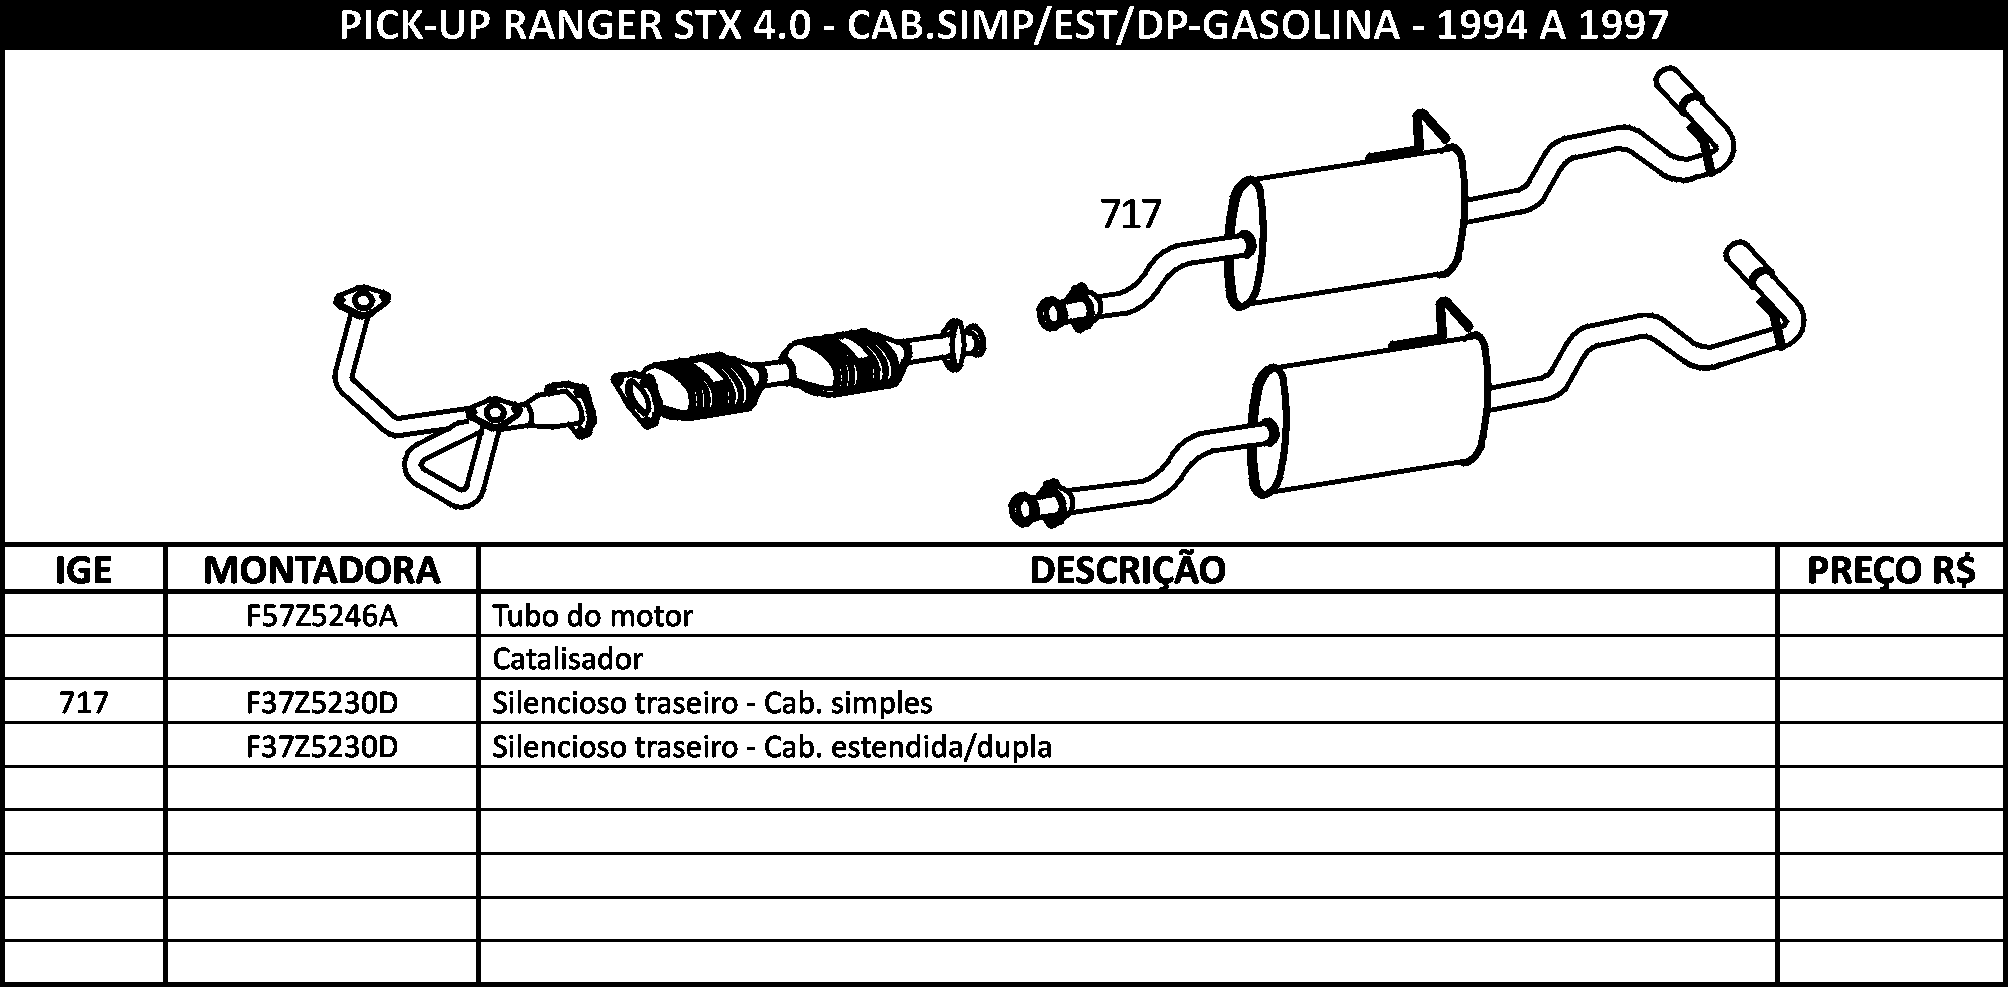 PICK-UP RANGER STX 4.0 - CAB.SIMP/EST/DP-GASOLINA - 1994 A 1997
717
IGE MONTADORA DESCRIÇÃO PREÇO R$
F57Z5246A Tubo do motor
Catalisador
717 F37Z5230D Silencioso traseiro - Cab. simples
F37Z5230D Silencioso traseiro - Cab. estendida/dupla